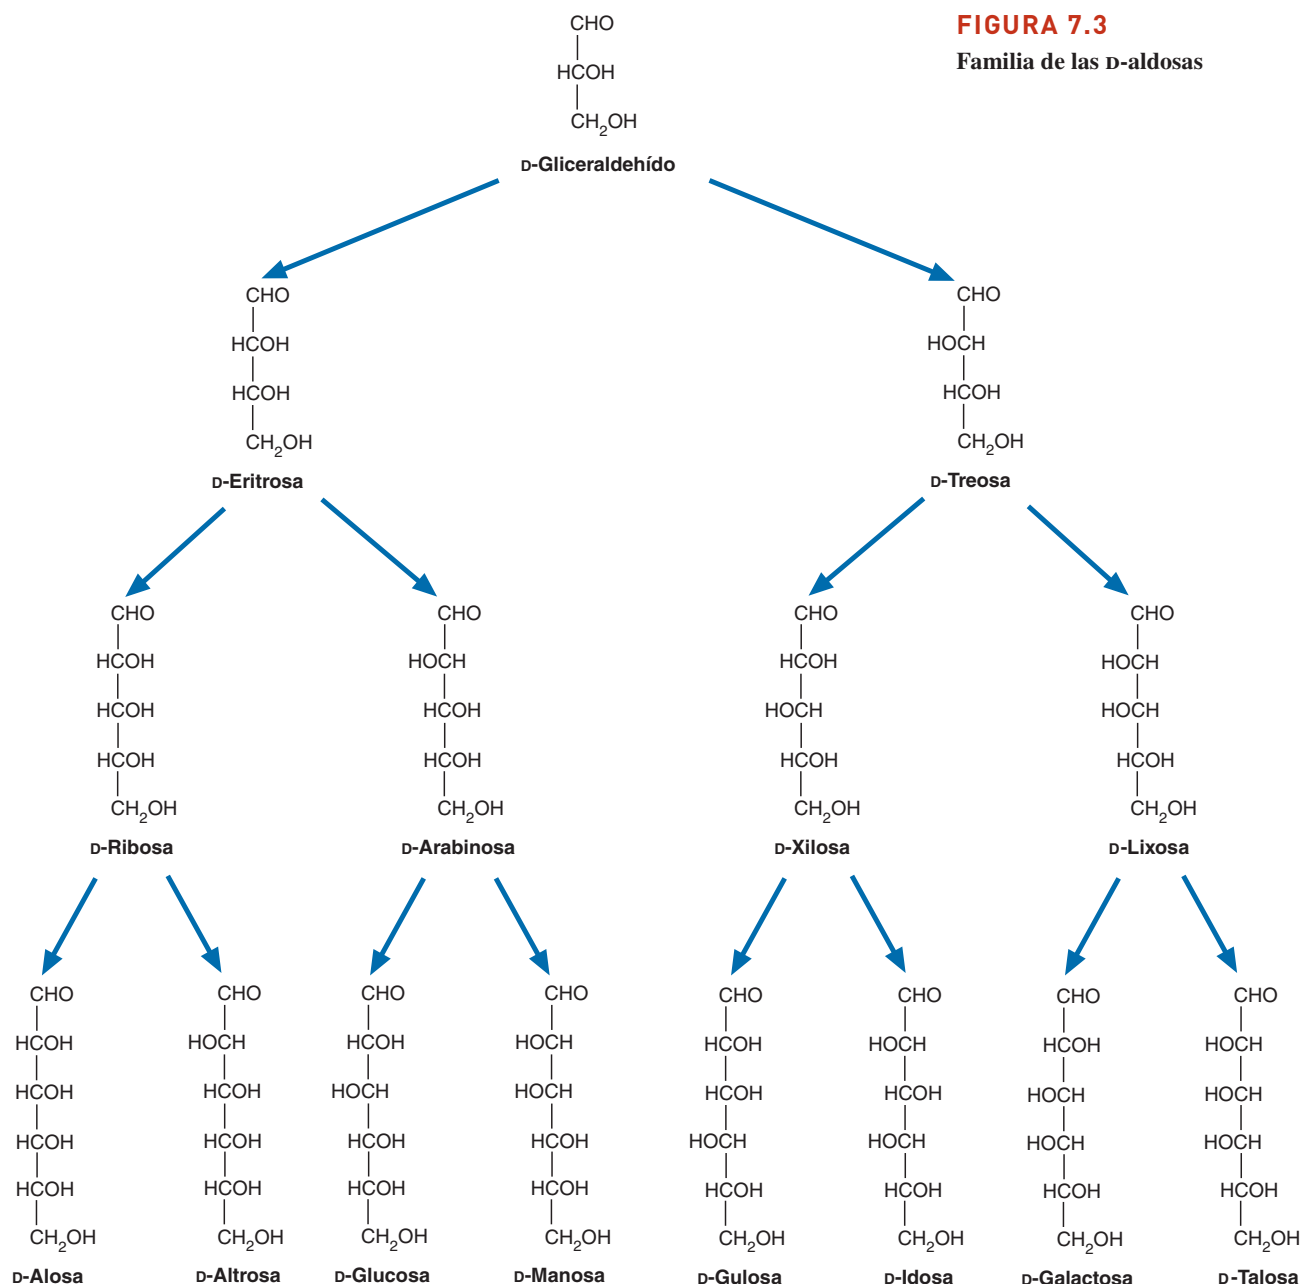 FIGURA 7.3
Familia de las D-aldosas
CHO
HCOH
CH₂OH
D-Gliceraldehído
CHO
HCOH
HCOH
CH₂OH
D-Eritrosa
CHO
HOCH
HCOH
CH₂OH
D-Treosa
CHO
HCOH
HCOH
HCOH
CH₂OH
D-Ribosa
CHO
HOCH
HCOH
HCOH
CH₂OH
D-Arabinosa
CHO
HCOH
HOCH
HCOH
CH₂OH
D-Xilosa
CHO
HOCH
HOCH
HCOH
CH₂OH
D-Lixosa
CHO
HCOH
HCOH
HCOH
HCOH
CH₂OH
D-Alosa
CHO
HOCH
HCOH
HCOH
HCOH
CH₂OH
D-Altrosa
CHO
HCOH
HOCH
HCOH
HCOH
CH₂OH
D-Glucosa
CHO
HOCH
HOCH
HCOH
HCOH
CH₂OH
D-Manosa
CHO
HCOH
HCOH
HOCH
HCOH
CH₂OH
D-Gulosa
CHO
HOCH
HCOH
HOCH
HCOH
CH₂OH
D-Idosa
CHO
HCOH
HOCH
HOCH
HCOH
CH₂OH
D-Galactosa
CHO
HOCH
HOCH
HOCH
HCOH
CH₂OH
D-Talosa